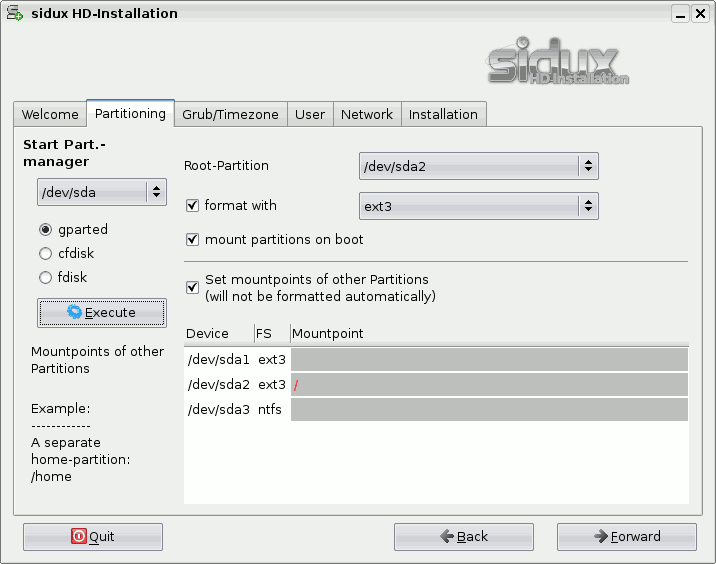 sidux HD-Installation
sidux
HD-Installation
Welcome Partitioning Grub/Timezone User Network Installation
Start Part.-
manager
/dev/sda
gparted
cfdisk
fdisk
Execute
Mountpoints of other
Partitions
Example:
------------
A separate
home-partition:
/home
Root-Partition /dev/sda2
format with ext3
mount partitions on boot
Set mountpoints of other Partitions
(will not be formatted automatically)
Device FS Mountpoint
/dev/sda1 ext3
/dev/sda2 ext3 /
/dev/sda3 ntfs
Quit Back Forward